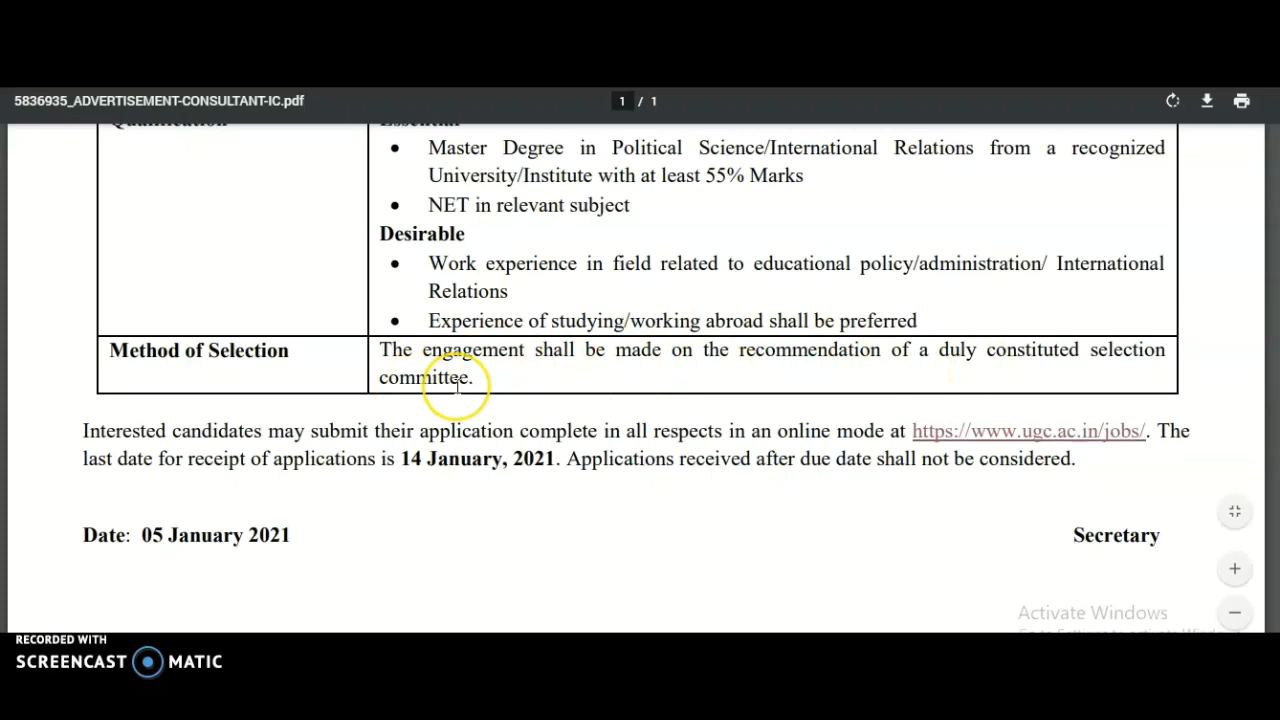 5836935_ADVERTISEMENT-CONSULTANT-IC.pdf
1 / 1
Qualification Essential
• Master Degree in Political Science/International Relations from a recognized
University/Institute with at least 55% Marks
• NET in relevant subject
Desirable
• Work experience in field related to educational policy/administration/ International
Relations
• Experience of studying/working abroad shall be preferred
Method of Selection The engagement shall be made on the recommendation of a duly constituted selection
committee.
Interested candidates may submit their application complete in all respects in an online mode at https://www.ugc.ac.in/jobs/. The
last date for receipt of applications is 14 January, 2021. Applications received after due date shall not be considered.
Date: 05 January 2021 Secretary
Activate Windows
RECORDED WITH
SCREENCAST MATIC